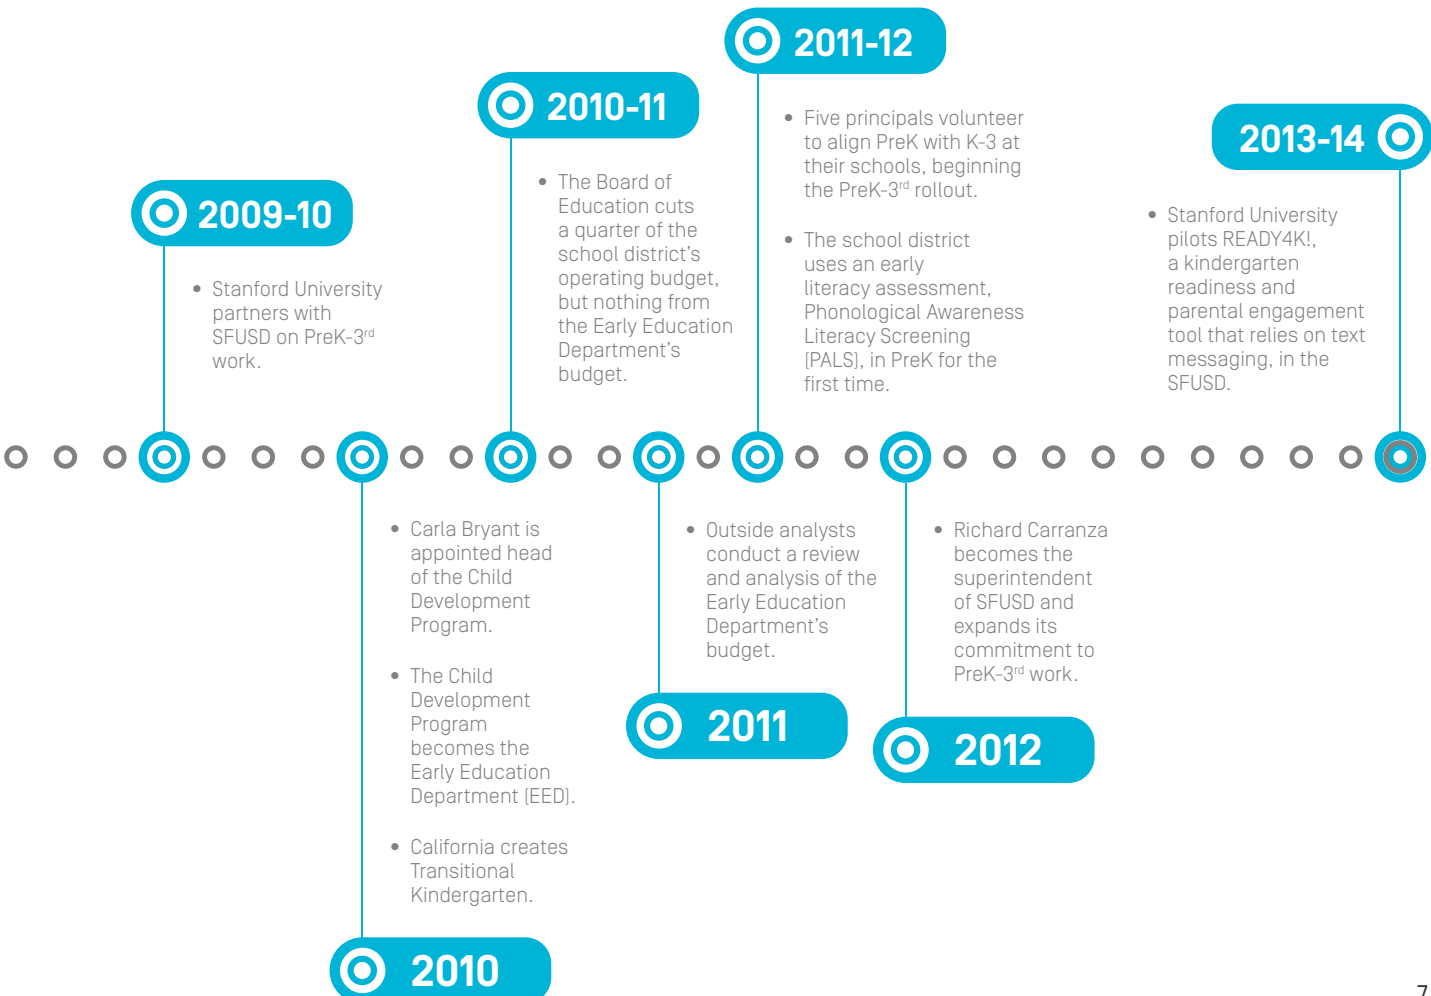 2009-10
• Stanford University
partners with
SFUSD on PreK-3rd
work.
2010
• Carla Bryant is
appointed head
of the Child
Development
Program.
• The Child
Development
Program
becomes the
Early Education
Department (EED).
• California creates
Transitional
Kindergarten.
2010-11
• The Board of
Education cuts
a quarter of the
school district’s
operating budget,
but nothing from
the Early Education
Department’s
budget.
2011
• Outside analysts
conduct a review
and analysis of the
Early Education
Department’s
budget.
2011-12
• Five principals volunteer
to align PreK with K-3 at
their schools, beginning
the PreK-3rd rollout.
• The school district
uses an early
literacy assessment,
Phonological Awareness
Literacy Screening
(PALS), in PreK for the
first time.
2012
• Richard Carranza
becomes the
superintendent
of SFUSD and
expands its
commitment to
PreK-3rd work.
2013-14
• Stanford University
pilots READY4K!,
a kindergarten
readiness and
parental engagement
tool that relies on text
messaging, in the
SFUSD.
7